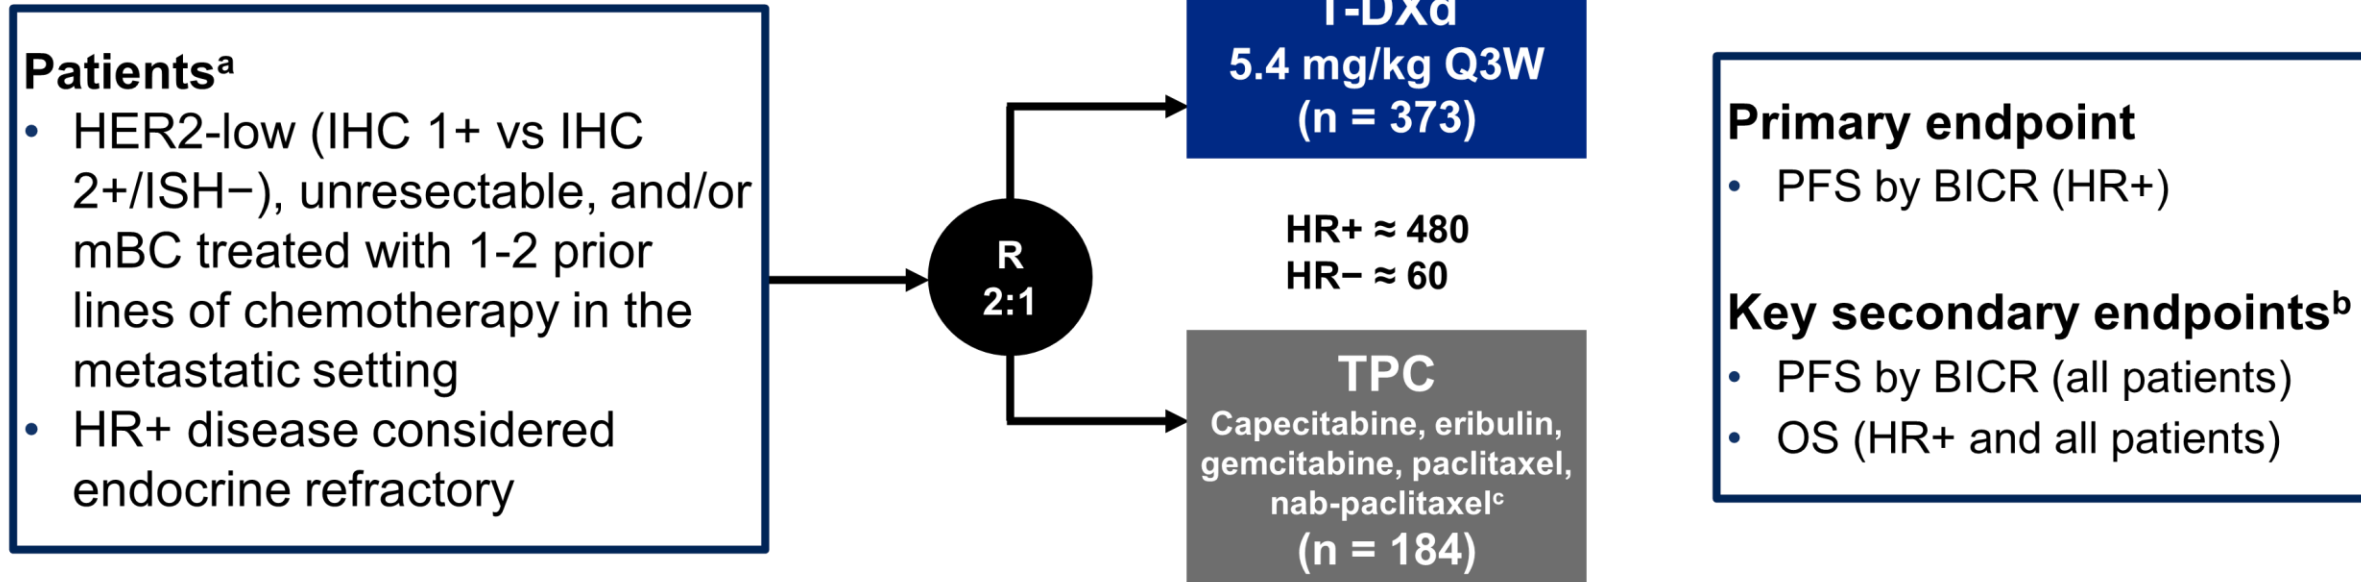 Patientsᵃ
• HER2-low (IHC 1+ vs IHC
2+/ISH−), unresectable, and/or
mBC treated with 1-2 prior
lines of chemotherapy in the
metastatic setting
• HR+ disease considered
endocrine refractory
R
2:1
T-DXd
5.4 mg/kg Q3W
(n = 373)
HR+ ≈ 480
HR− ≈ 60
TPC
Capecitabine, eribulin,
gemcitabine, paclitaxel,
nab-paclitaxelᶜ
(n = 184)
Primary endpoint
• PFS by BICR (HR+)
Key secondary endpointsᵇ
• PFS by BICR (all patients)
• OS (HR+ and all patients)